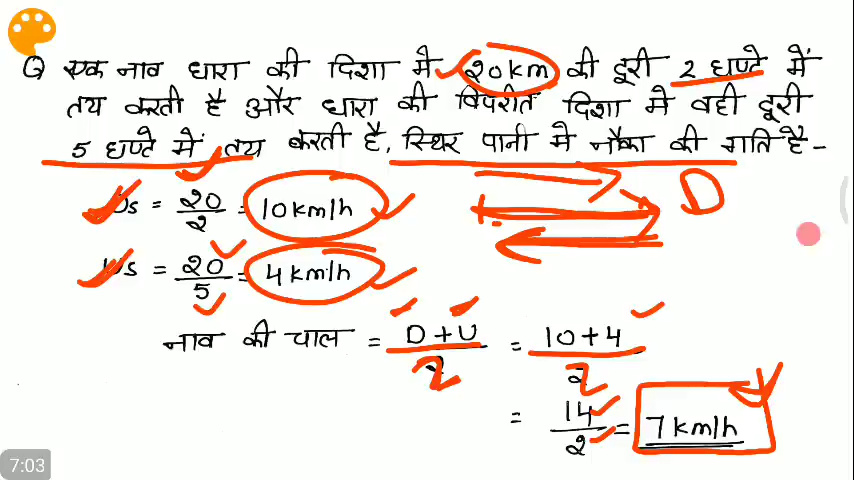 Q एक नाव धारा की दिशा मे 20km की दूरी 2 घण्टे में
तय करती है और धारा की विपरीत दिशा मे वही दूरी
5 घण्टे में तय करती है, स्थिर पानी मे नौका की गति है-
Ds = 20/2 = 10km/h
D
Us = 20/5 = 4km/h
नाव की चाल = D+U/2 = 10+4/2
= 14/2 = 7km/h
7:03